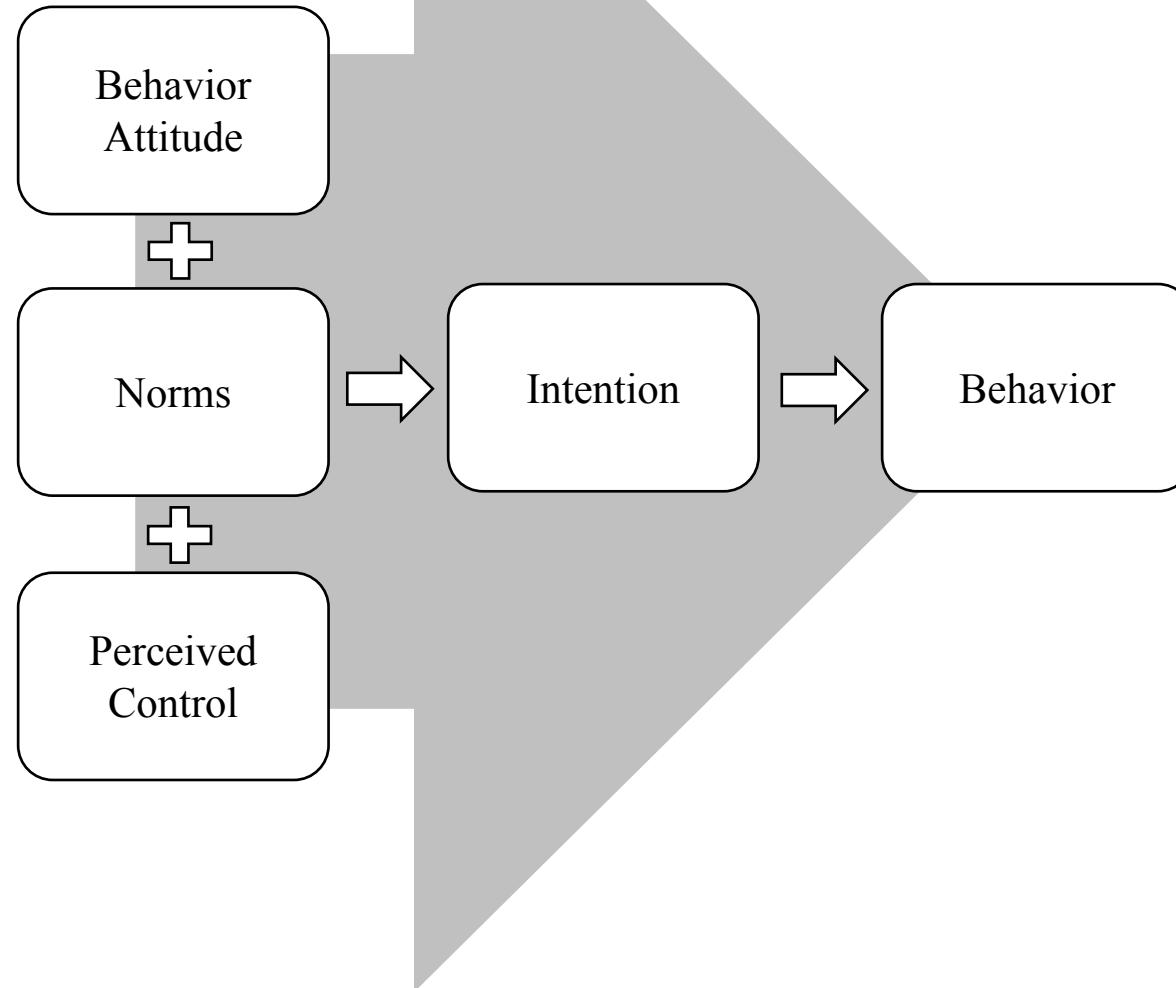 Behavior
Attitude
Norms
Intention
Behavior
Perceived
Control